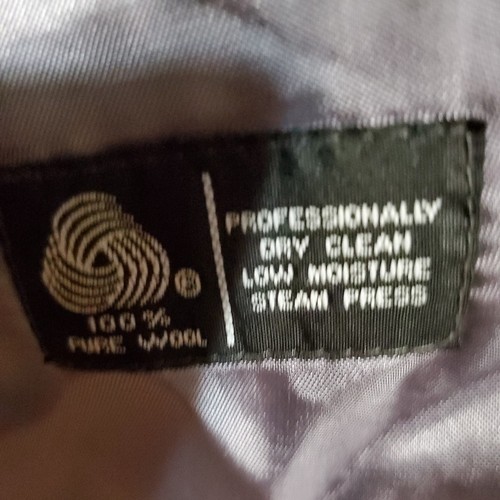 ®
100%
PURE WOOL
PROFESSIONALLY
DRY CLEAN
LOW MOISTURE
STEAM PRESS